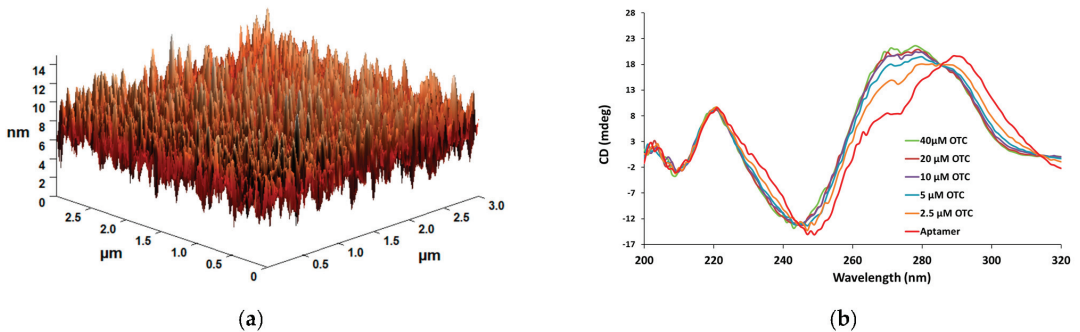 (a)
14
12
10
nm
8
6
4
2
0
2.5
2.0
1.5
1.0
0.5
0
µm
0.5
1.0
1.5
2.0
2.5
3.0
µm
(b)
28
23
18
13
8
3
-2
-7
-12
-17
CD (mdeg)
200
220
240
260
280
300
320
Wavelength (nm)
40µM OTC
20 µM OTC
10 µM OTC
5 µM OTC
2.5 µM OTC
Aptamer